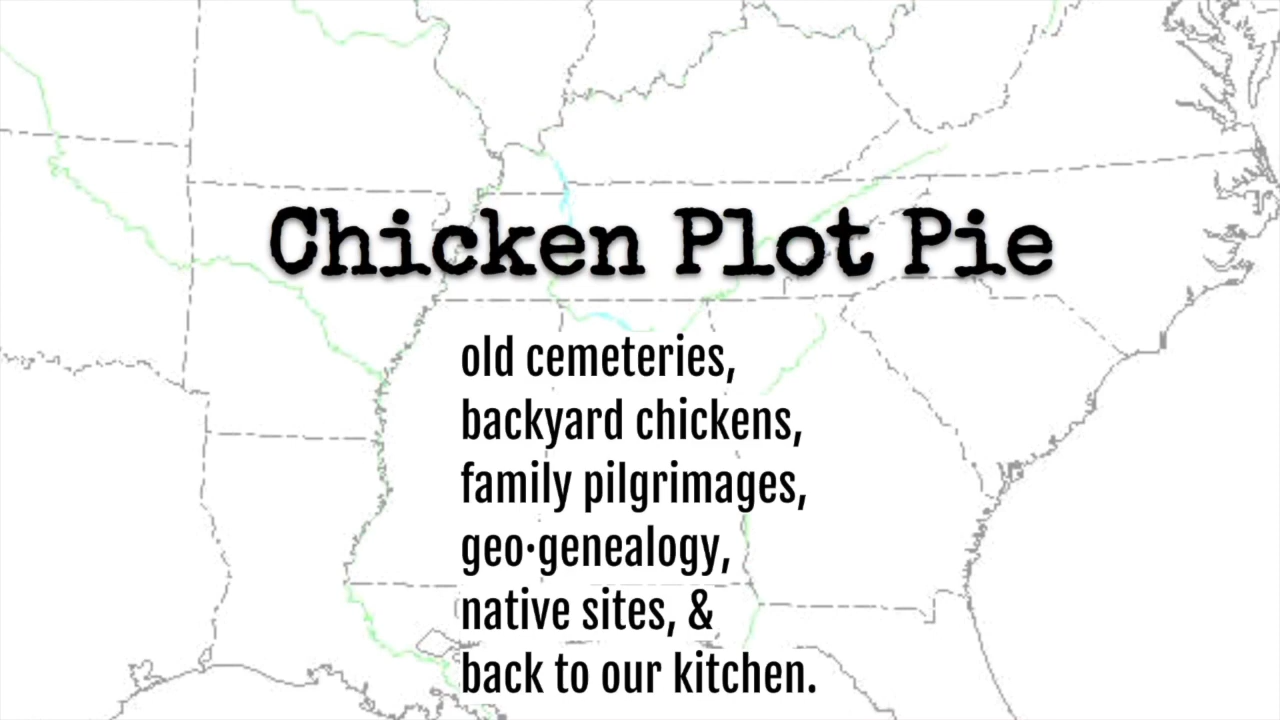 Chicken Plot Pie
old cemeteries,
backyard chickens,
family pilgrimages,
geo·genealogy,
native sites, &
back to our kitchen.